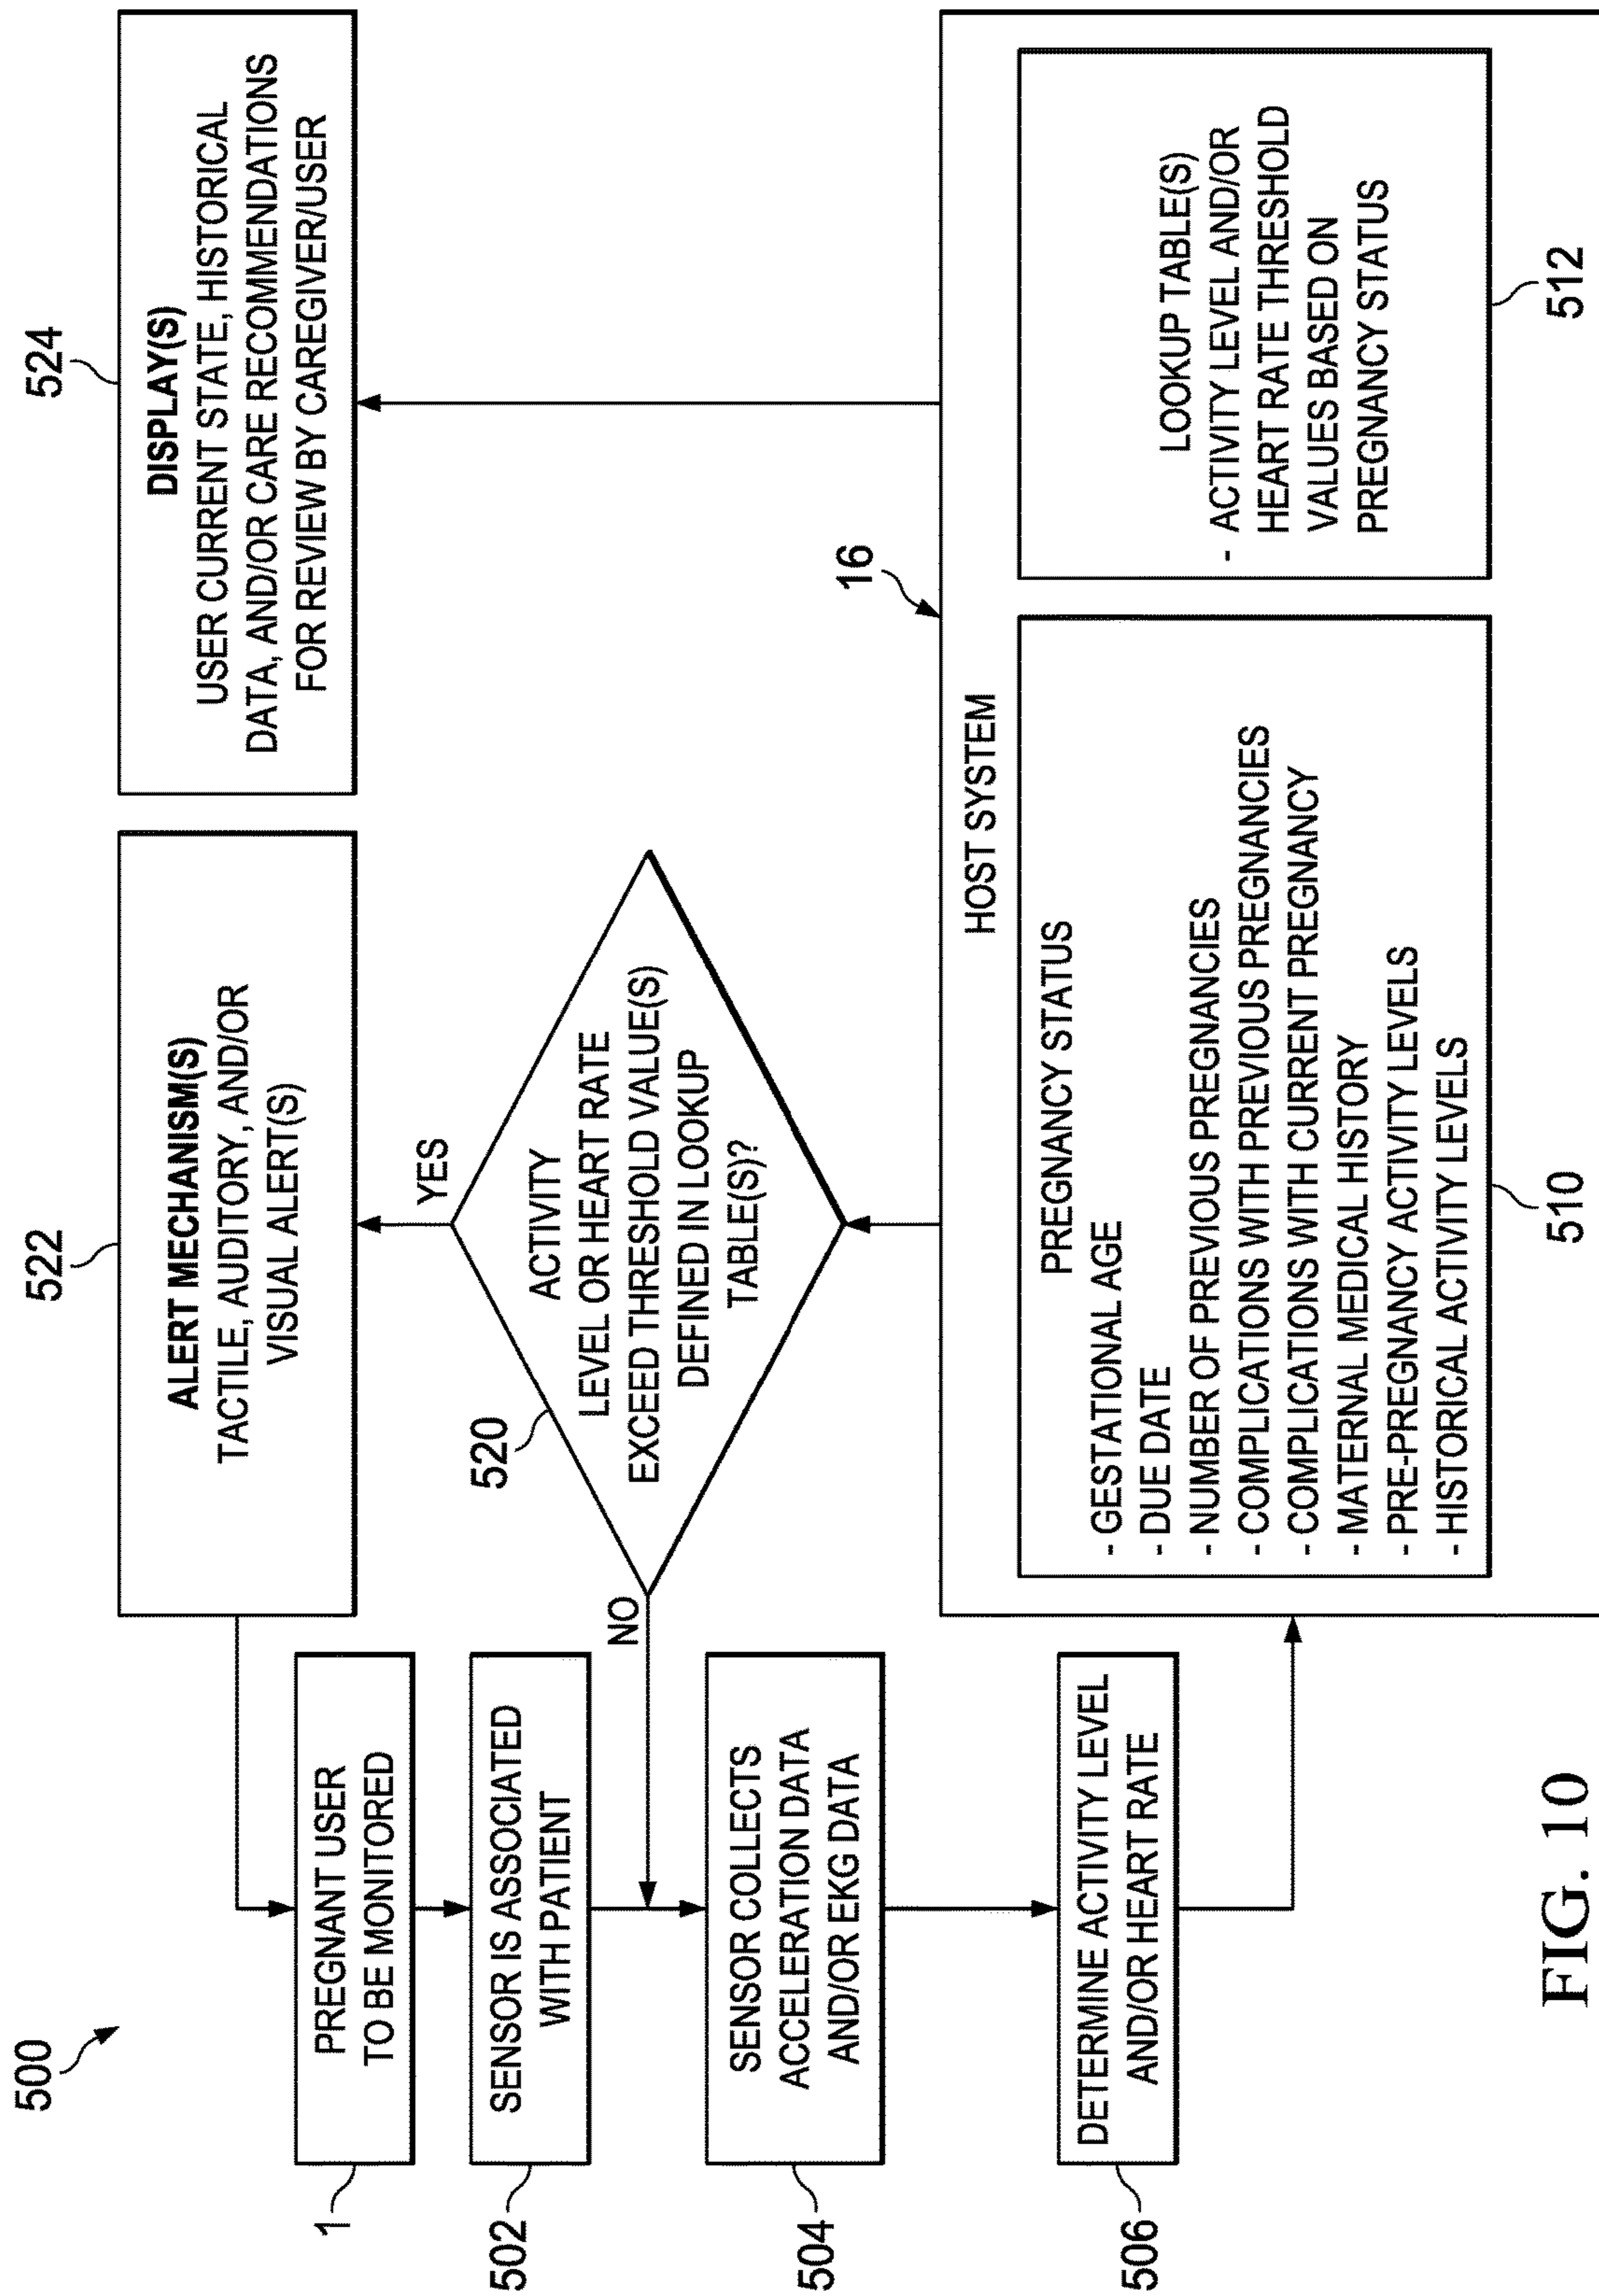 500
1
PREGNANT USER
TO BE MONITORED
502
SENSOR IS ASSOCIATED
WITH PATIENT
504
SENSOR COLLECTS
ACCELERATION DATA
AND/OR EKG DATA
506
DETERMINE ACTIVITY LEVEL
AND/OR HEART RATE
522
ALERT MECHANISM(S)
TACTILE, AUDITORY, AND/OR
VISUAL ALERT(S)
YES
520
ACTIVITY
LEVEL OR HEART RATE
EXCEED THRESHOLD VALUE(S)
DEFINED IN LOOKUP
TABLE(S)?
NO
524
DISPLAY(S)
USER CURRENT STATE, HISTORICAL
DATA, AND/OR CARE RECOMMENDATIONS
FOR REVIEW BY CAREGIVER/USER
16
HOST SYSTEM
PREGNANCY STATUS
- GESTATIONAL AGE
- DUE DATE
- NUMBER OF PREVIOUS PREGNANCIES
- COMPLICATIONS WITH PREVIOUS PREGNANCIES
- COMPLICATIONS WITH CURRENT PREGNANCY
- MATERNAL MEDICAL HISTORY
- PRE-PREGNANCY ACTIVITY LEVELS
- HISTORICAL ACTIVITY LEVELS
510
LOOKUP TABLE(S)
- ACTIVITY LEVEL AND/OR
HEART RATE THRESHOLD
VALUES BASED ON
PREGNANCY STATUS
512
FIG. 10